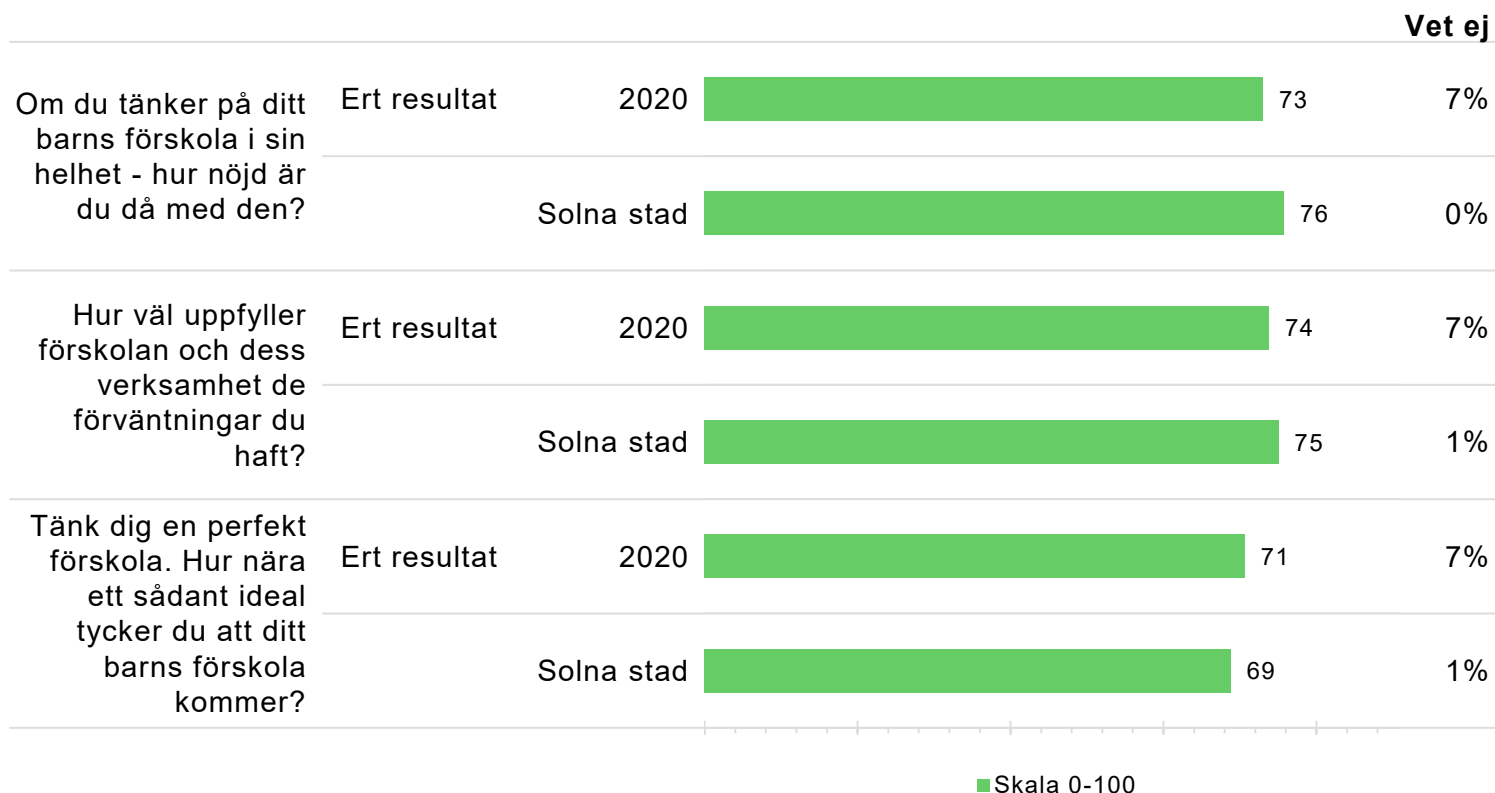 Vet ej
Om du tänker på ditt
barns förskola i sin
helhet - hur nöjd är
du då med den?
Ert resultat 2020 73 7%
Solna stad 76 0%
Hur väl uppfyller
förskolan och dess
verksamhet de
förväntningar du
haft?
Ert resultat 2020 74 7%
Solna stad 75 1%
Tänk dig en perfekt
förskola. Hur nära
ett sådant ideal
tycker du att ditt
barns förskola
kommer?
Ert resultat 2020 71 7%
Solna stad 69 1%
Skala 0-100